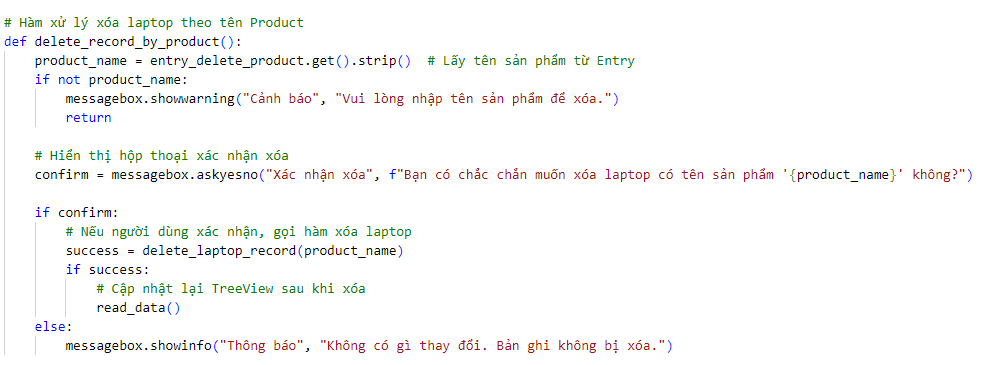 # Hàm xử lý xóa laptop theo tên Product
def delete_record_by_product():
    product_name = entry_delete_product.get().strip()  # Lấy tên sản phẩm từ Entry
    if not product_name:
        messagebox.showwarning("Cảnh báo", "Vui lòng nhập tên sản phẩm để xóa.")
        return
    # Hiển thị hộp thoại xác nhận xóa
    confirm = messagebox.askyesno("Xác nhận xóa", f"Bạn có chắc chắn muốn xóa laptop có tên sản phẩm '{product_name}' không?")
    if confirm:
        # Nếu người dùng xác nhận, gọi hàm xóa laptop
        success = delete_laptop_record(product_name)
        if success:
            # Cập nhật lại TreeView sau khi xóa
            read_data()
    else:
        messagebox.showinfo("Thông báo", "Không có gì thay đổi. Bản ghi không bị xóa.")